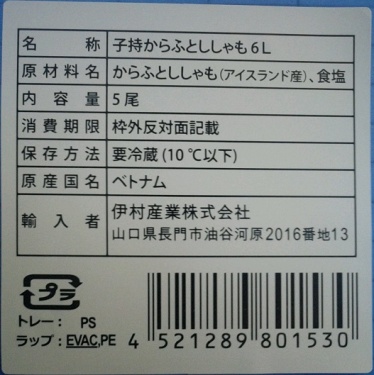 名称 子持からふとししゃも6L
原材料名 からふとししゃも(アイスランド産)、食塩
内容量 5尾
消費期限 枠外反対面記載
保存方法 要冷蔵(10℃以下)
原産国名 ベトナム
輸入者 伊村産業株式会社
山口県長門市油谷河原2016番地13
プラ
トレー: PS
ラップ: EVAC,PE
4 521289 801530